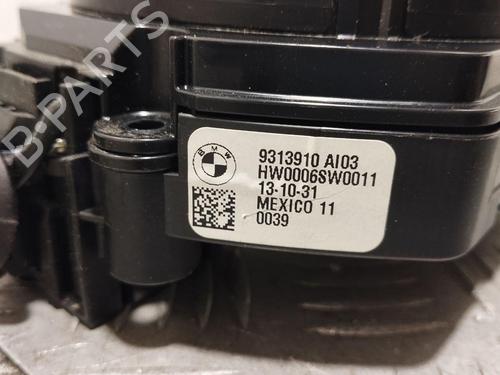 B-PARTS
BMW
9313910 AI03
HW0006SW0011
13-10-31
MEXICO 11
0039